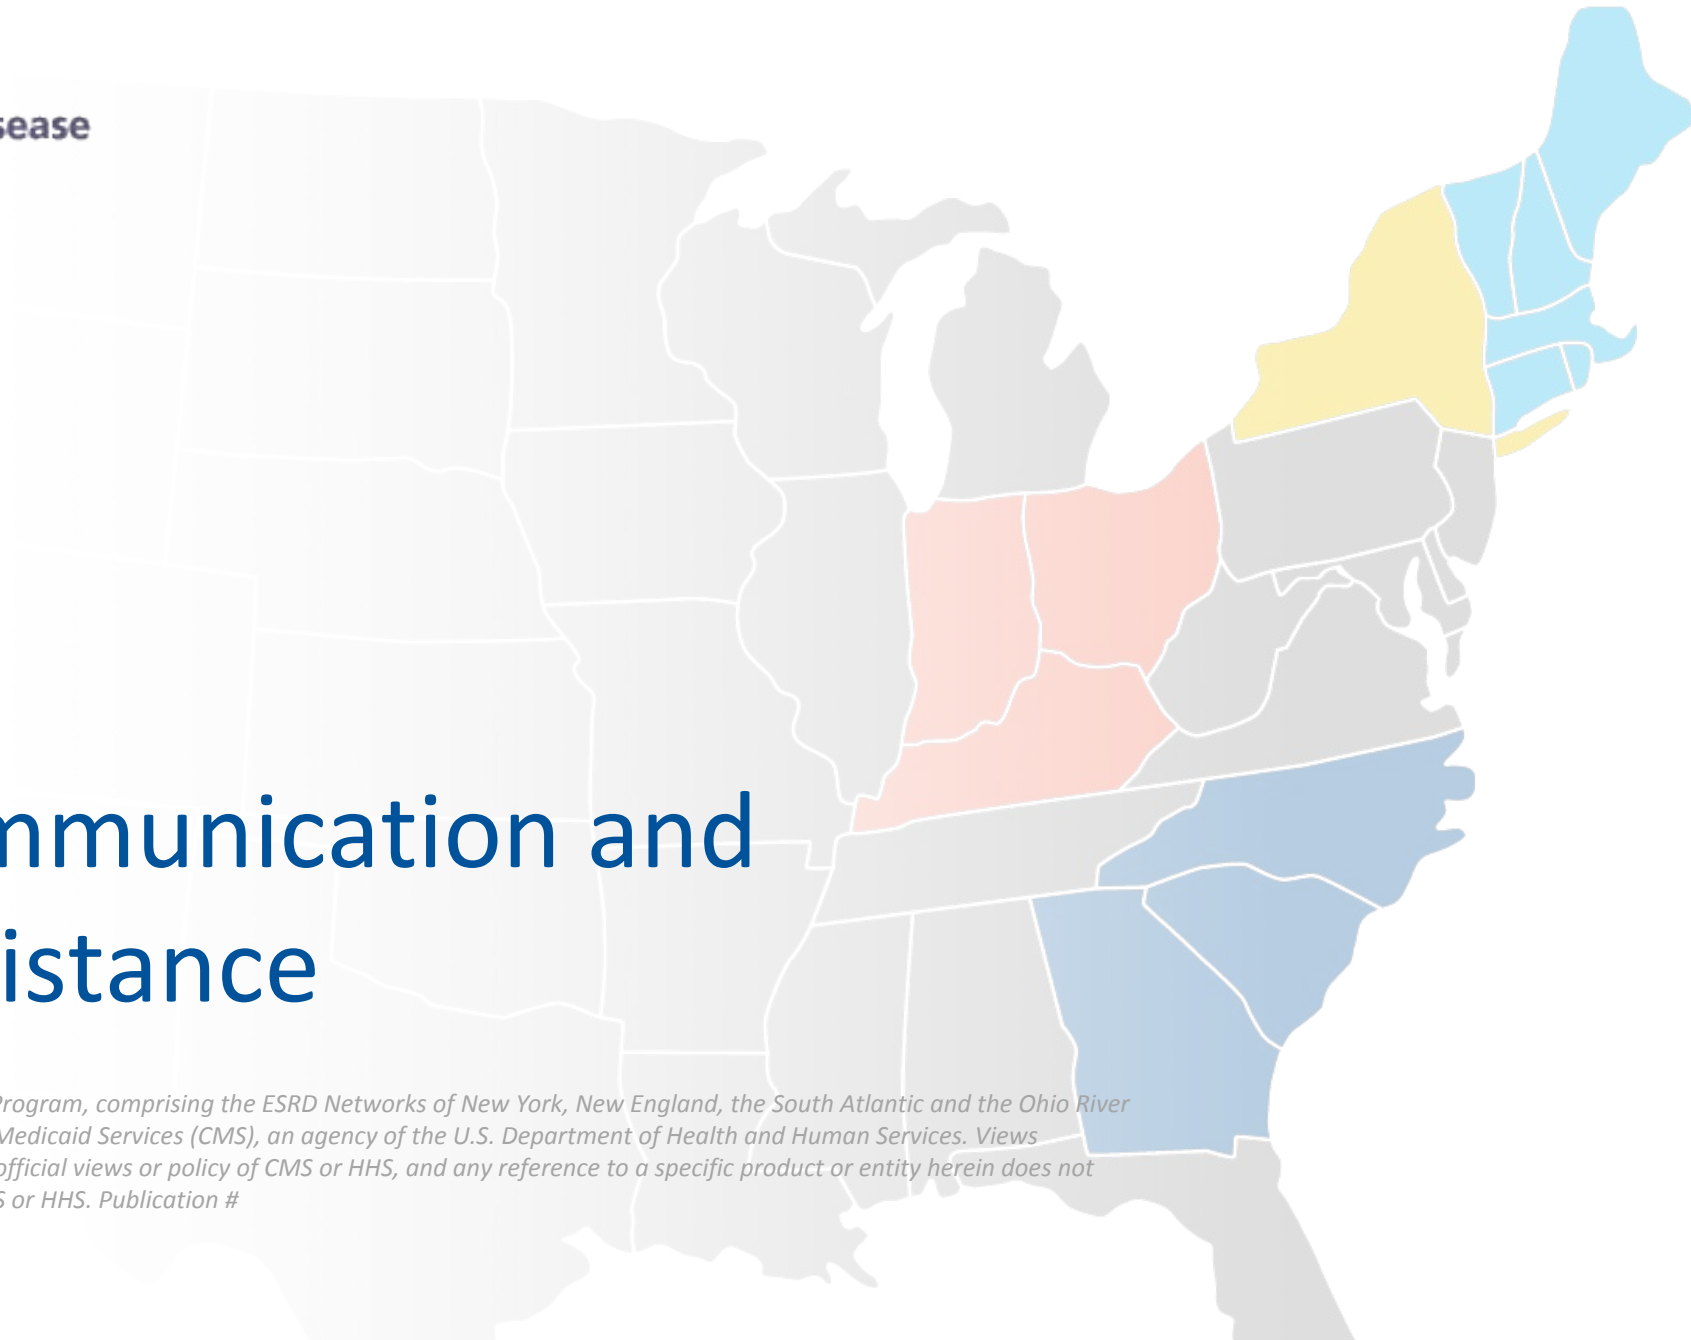 sease
mmunication and
istance
Program, comprising the ESRD Networks of New York, New England, the South Atlantic and the Ohio River
Medicaid Services (CMS), an agency of the U.S. Department of Health and Human Services. Views
official views or policy of CMS or HHS, and any reference to a specific product or entity herein does not
S or HHS. Publication #